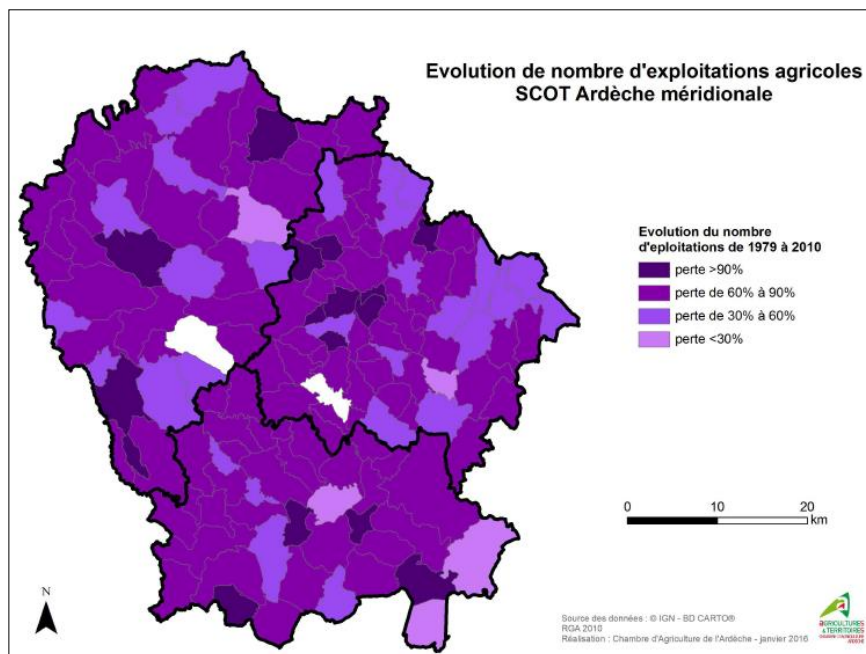 Evolution de nombre d'exploitations agricoles
SCOT Ardèche méridionale
Evolution du nombre
d'eploitations de 1979 à 2010
perte >90%
perte de 60% à 90%
perte de 30% à 60%
perte <30%
0 10 20
km
N
Source des données : © IGN - BD CARTO®
RGA 2010
Réalisation : Chambre d'Agriculture de l'Ardèche - janvier 2016
AGRICULTURES
& TERRITOIRES